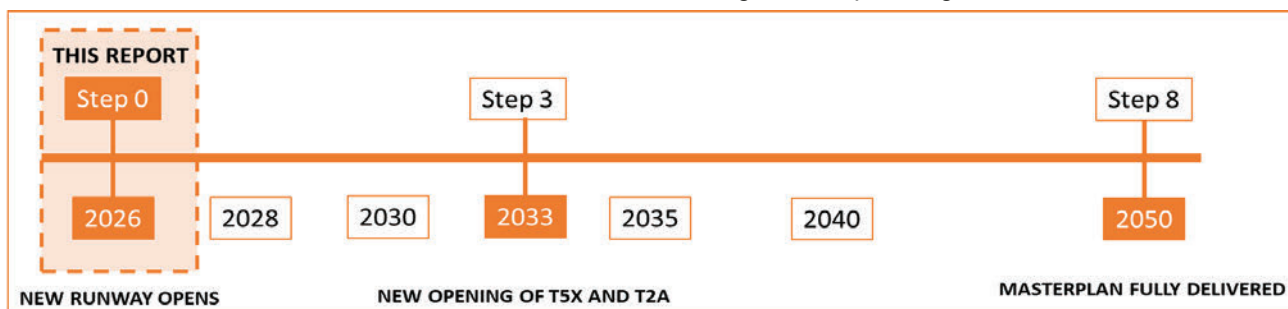 THIS REPORT
Step 0
Step 3
Step 8
2026
2028
2030
2033
2035
2040
2050
NEW RUNWAY OPENS
NEW OPENING OF T5X AND T2A
MASTERPLAN FULLY DELIVERED